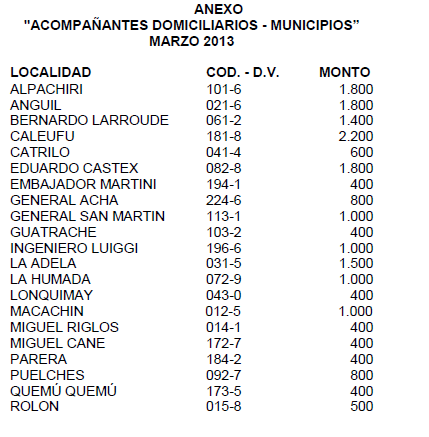 ANEXO
"ACOMPAÑANTES DOMICILIARIOS - MUNICIPIOS”
MARZO 2013
LOCALIDAD COD. - D.V. MONTO
ALPACHIRI 101-6 1.800
ANGUIL 021-6 1.800
BERNARDO LARROUDE 061-2 1.400
CALEUFU 181-8 2.200
CATRILO 041-4 600
EDUARDO CASTEX 082-8 1.800
EMBAJADOR MARTINI 194-1 400
GENERAL ACHA 224-6 800
GENERAL SAN MARTIN 113-1 1.000
GUATRACHE 103-2 400
INGENIERO LUIGGI 196-6 1.000
LA ADELA 031-5 1.500
LA HUMADA 072-9 1.000
LONQUIMAY 043-0 400
MACACHIN 012-5 1.000
MIGUEL RIGLOS 014-1 400
MIGUEL CANE 172-7 400
PARERA 184-2 400
PUELCHES 092-7 800
QUEMÚ QUEMÚ 173-5 400
ROLON 015-8 500